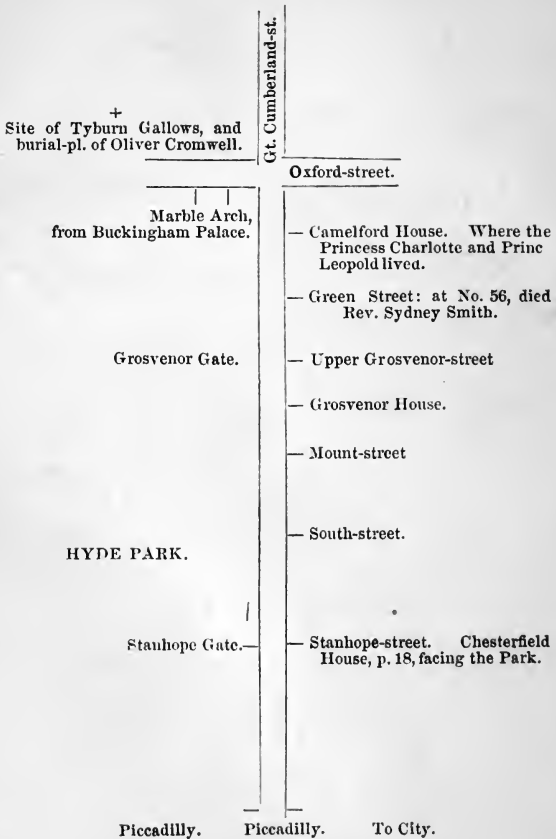 Gt. Cumberland-st.
+
Site of Tyburn Gallows, and
burial-pl. of Oliver Cromwell.
Oxford-street.
Marble Arch,
from Buckingham Palace.
Camelford House. Where the
Princess Charlotte and Princ
Leopold lived.
Green Street: at No. 56, died
Rev. Sydney Smith.
Grosvenor Gate.
Upper Grosvenor-street
Grosvenor House.
Mount-street
South-street.
HYDE PARK.
Stanhope Gate.
Stanhope-street. Chesterfield
House, p. 18, facing the Park.
Piccadilly. Piccadilly. To City.